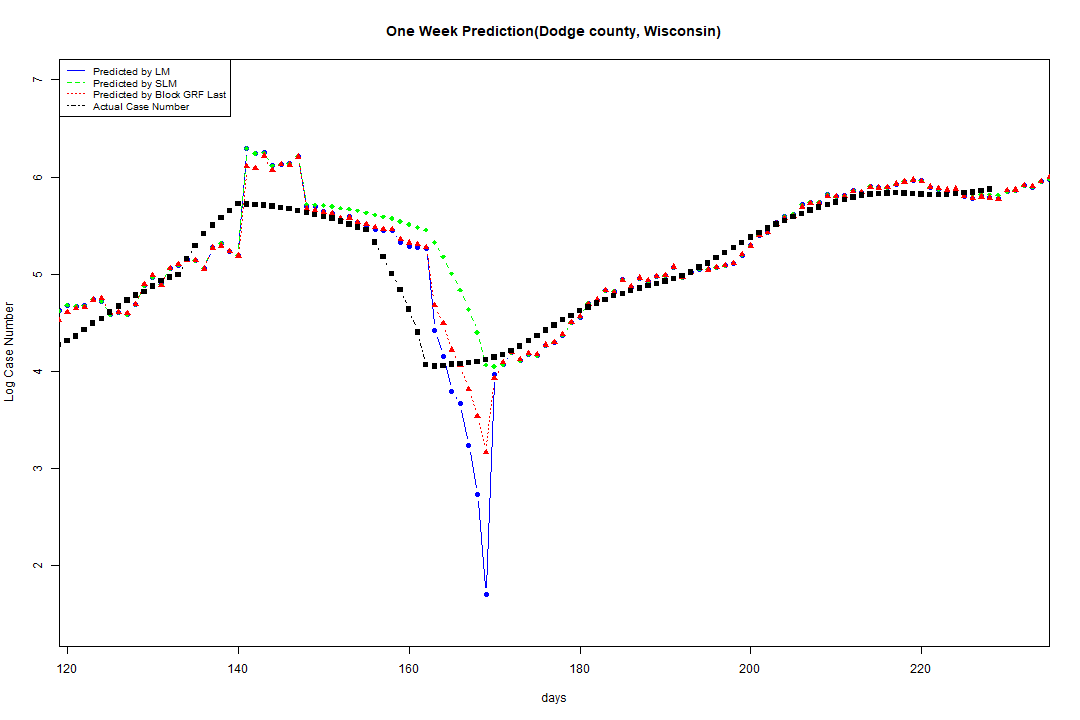 One Week Prediction(Dodge county, Wisconsin)
Predicted by LM
Predicted by SLM
Predicted by Block GRF Last
Actual Case Number
Log Case Number
7
6
5
4
3
2
120 140 160 180 200 220
days